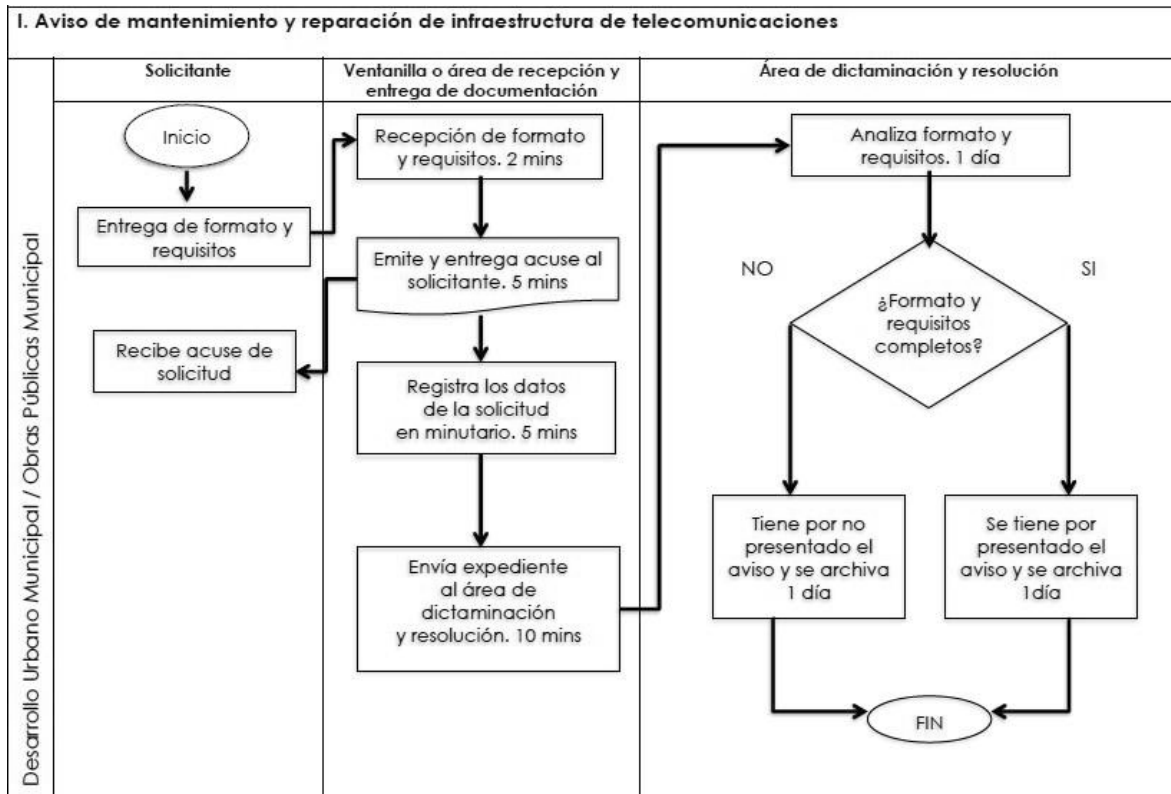 I. Aviso de mantenimiento y reparación de infraestructura de telecomunicaciones
Desarrollo Urbano Municipal / Obras Públicas Municipal
Solicitante
Ventanilla o área de recepción y
entrega de documentación
Área de dictaminación y resolución
Inicio
Entrega de formato y
requisitos
Recibe acuse de
solicitud
Recepción de formato
y requisitos. 2 mins
Emite y entrega acuse al
solicitante. 5 mins
Registra los datos
de la solicitud
en minutario. 5 mins
Envía expediente
al área de
dictaminación
y resolución. 10 mins
Analiza formato y
requisitos. 1 día
NO
SI
¿Formato y
requisitos
completos?
Tiene por no
presentado el
aviso y se archiva
1 día
Se tiene por
presentado el
aviso y se archiva
1día
FIN